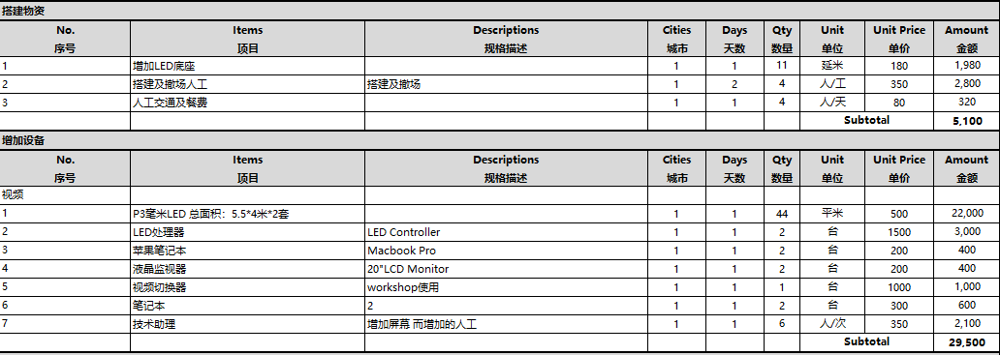 搭建物资
No. Items Descriptions Cities Days Qty Unit Unit Price Amount
序号 项目 规格描述 城市 天数 数量 单位 单价 金额
1 增加LED底座 1 1 11 延米 180 1,980
2 搭建及撤场人工 搭建及撤场 1 2 4 人/工 350 2,800
3 人工交通及餐费 1 1 4 人/天 80 320
Subtotal 5,100
增加设备
No. Items Descriptions Cities Days Qty Unit Unit Price Amount
序号 项目 规格描述 城市 天数 数量 单位 单价 金额
视频
1 P3毫米LED 总面积：5.5*4米*2套 1 1 44 平米 500 22,000
2 LED处理器 LED Controller 1 1 2 台 1500 3,000
3 苹果笔记本 Macbook Pro 1 1 2 台 200 400
4 液晶监视器 20"LCD Monitor 1 1 2 台 200 400
5 视频切换器 workshop使用 1 1 1 台 1000 1,000
6 笔记本 2 1 1 2 台 300 600
7 技术助理 增加屏幕 而增加的人工 1 1 6 人/次 350 2,100
Subtotal 29,500